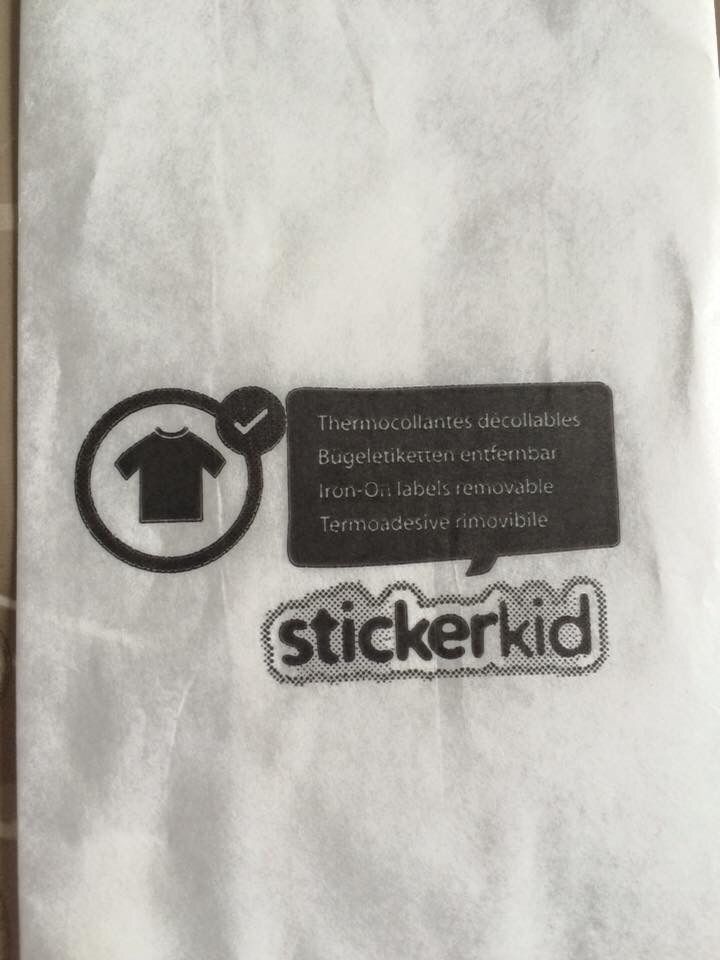 Thermocollantes décollables
Bügeletiketten entfernbar
Iron-On labels removable
Termoadesive rimovibile
stickerkid